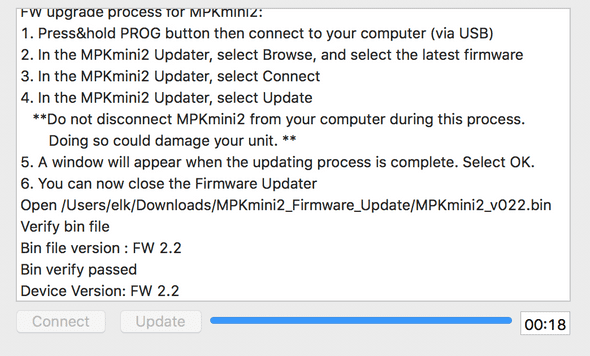 FW upgrade process for MPKmini2:
1. Press&hold PROG button then connect to your computer (via USB)
2. In the MPKmini2 Updater, select Browse, and select the latest firmware
3. In the MPKmini2 Updater, select Connect
4. In the MPKmini2 Updater, select Update
**Do not disconnect MPKmini2 from your computer during this process.
Doing so could damage your unit. **
5. A window will appear when the updating process is complete. Select OK.
6. You can now close the Firmware Updater
Open /Users/elk/Downloads/MPKmini2_Firmware_Update/MPKmini2_v022.bin
Verify bin file
Bin file version : FW 2.2
Bin verify passed
Device Version: FW 2.2
Connect Update 00:18